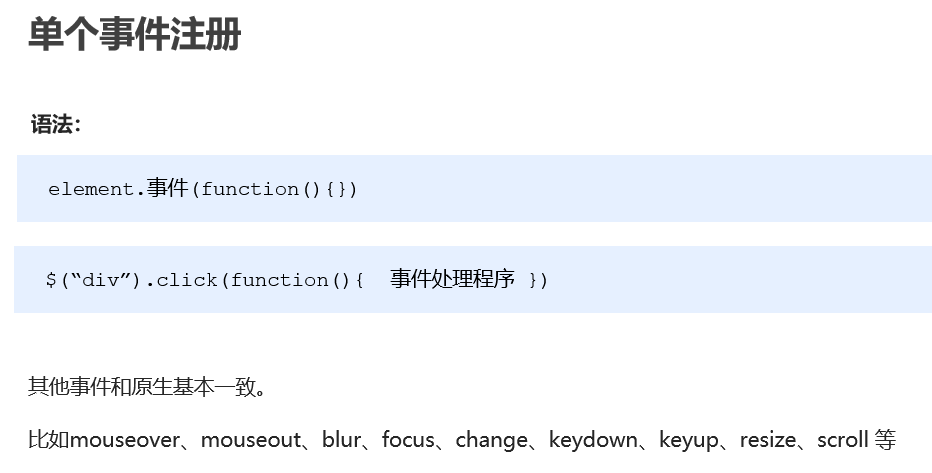 单个事件注册
语法：
element.事件(function(){})
$(“div”).click(function(){  事件处理程序 })
其他事件和原生基本一致。
比如mouseover、mouseout、blur、focus、change、keydown、keyup、resize、scroll 等